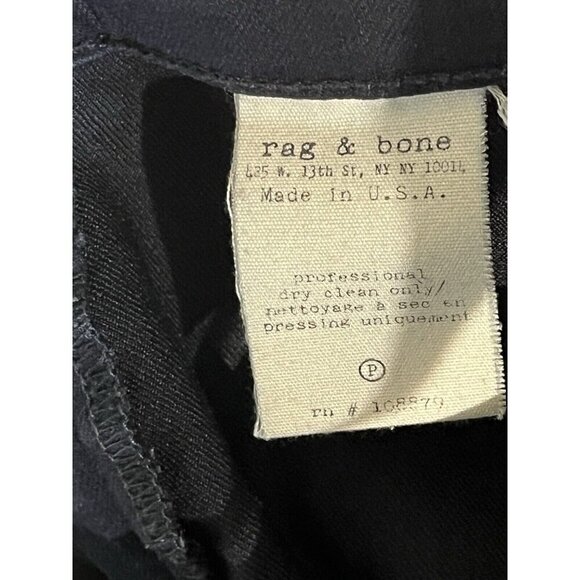 rag & bone
425 W. 13th St, NY NY 10014
Made in U.S.A.
professional
dry clean only/
nettoyage à sec en
pressing uniquement
P
rn # 108879